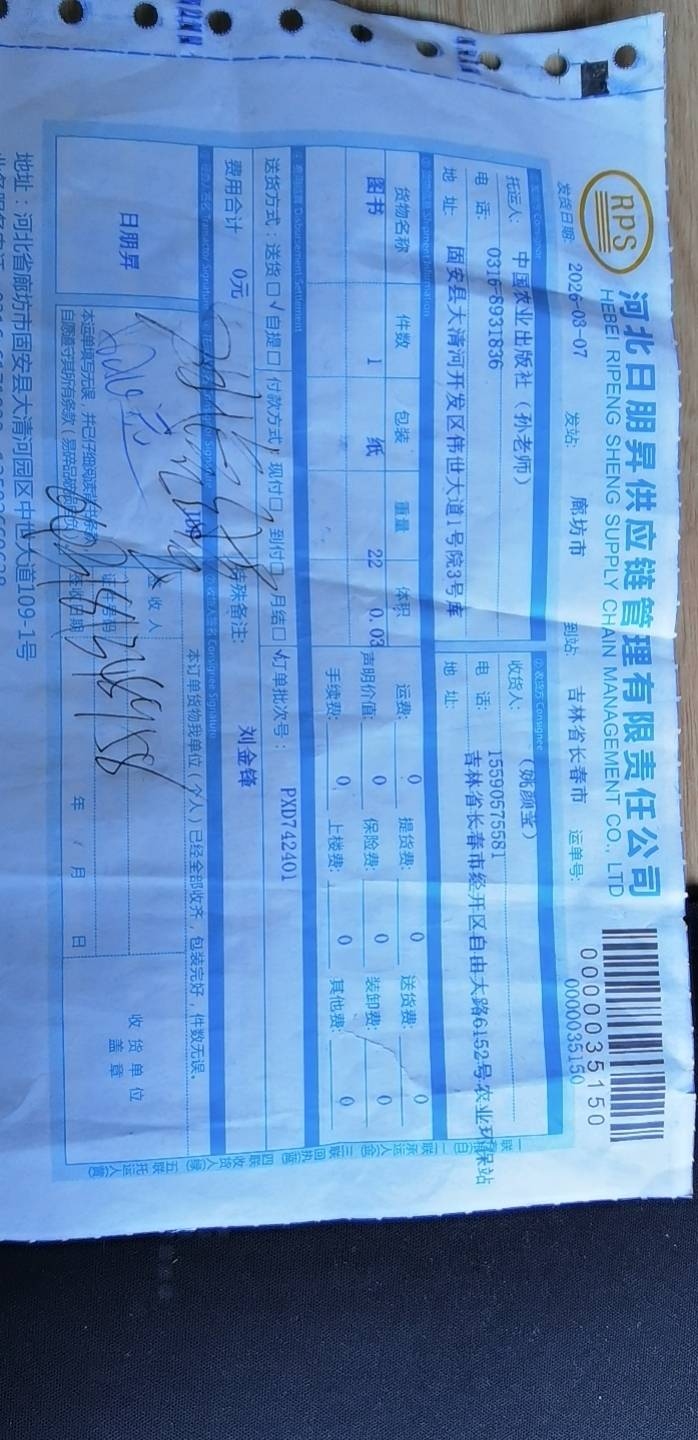 RPS
河北日朋昇供应链管理有限责任公司
HEBEI RIPENG SHENG SUPPLY CHAIN MANAGEMENT CO., LTD
0000035150
发货日期: 2026-03-07 发站: 廊坊市 到站: 吉林省长春市 运单号: 0000035150
托运人: 中国农业出版社（孙老师）
电 话: 0316-8931836
地 址: 固安县大清河开发区伟世大道1号院3号库
收货人: （姚颜莹）
电 话: 15590575581
地 址: 吉林省长春市经开区自由大路6152号农业环保站
货物名称 件数 包装 重量 体积
图书 1 纸 22 0.03
运费: 0 提货费: 0 送货费: 0
声明价值: 0 保险费: 0 装卸费: 0
手续费: 0 上楼费: 0 其他费: 0
送货方式: 送货□√自提□ 付款方式: 现付□ 到付□ 月结□√ 订单批次号: PXD742401
费用合计 0元 特殊备注: 刘金锋
日朋昇
本订单货物我单位（个人）已经全部收齐，包装完好，件数无误。
签收人
签收日期 年 月 日
收货单位
盖章
地址：河北省廊坊市固安县大清河园区中世大道109-1号